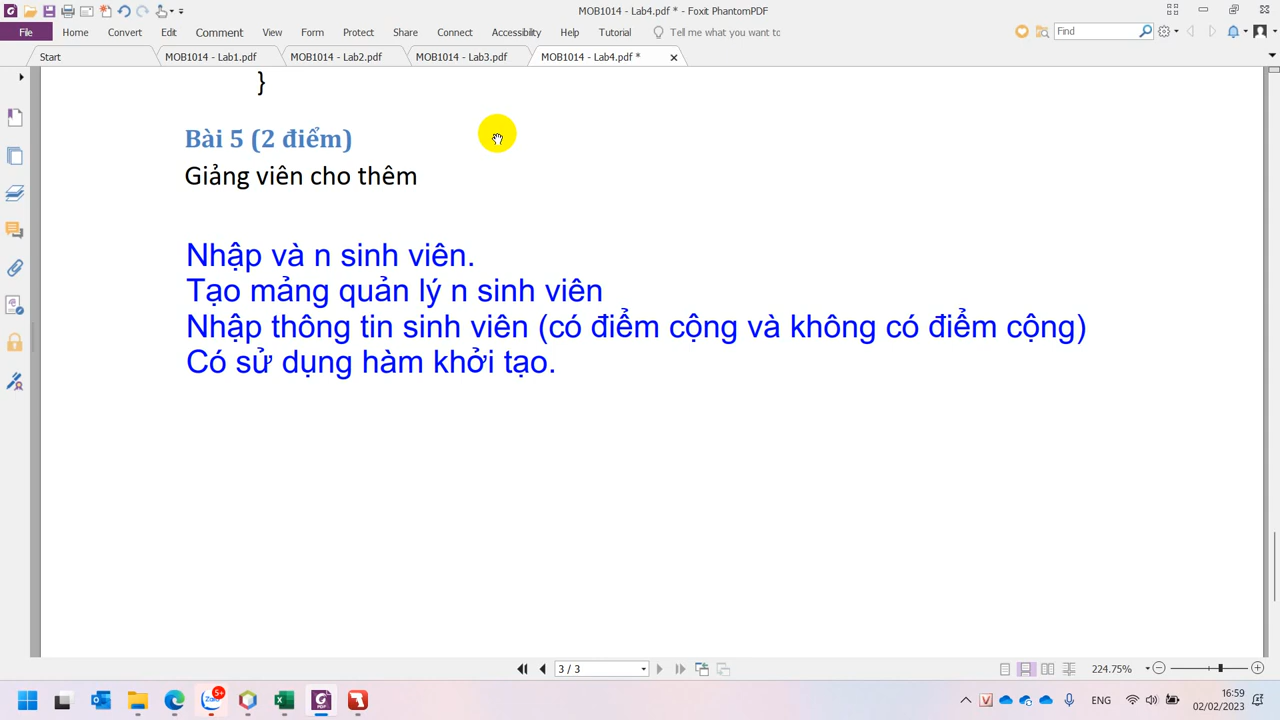 MOB1014 - Lab4.pdf * - Foxit PhantomPDF
File Home Convert Edit Comment View Form Protect Share Connect Accessibility Help Tutorial Tell me what you want to Find
Start MOB1014 - Lab1.pdf MOB1014 - Lab2.pdf MOB1014 - Lab3.pdf MOB1014 - Lab4.pdf *
}
Bài 5 (2 điểm)
Giảng viên cho thêm
Nhập và n sinh viên.
Tạo mảng quản lý n sinh viên
Nhập thông tin sinh viên (có điểm cộng và không có điểm cộng)
Có sử dụng hàm khởi tạo.
3 / 3 224.75%
5+ Zalo PDF ENG 16:59
02/02/2023